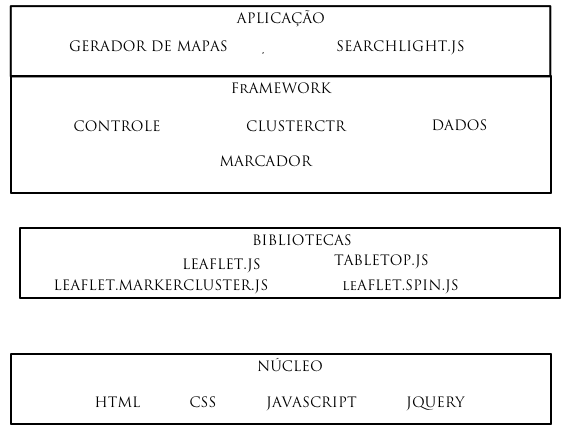 APLICAÇÃO
GERADOR DE MAPAS . SEARCHLIGHT.JS
FRAMEWORK
CONTROLE CLUSTERCTR DADOS
MARCADOR
BIBLIOTECAS
LEAFLET.JS TABLETOP.JS
LEAFLET.MARKERCLUSTER.JS LEAFLET.SPIN.JS
NÚCLEO
HTML CSS JAVASCRIPT JQUERY